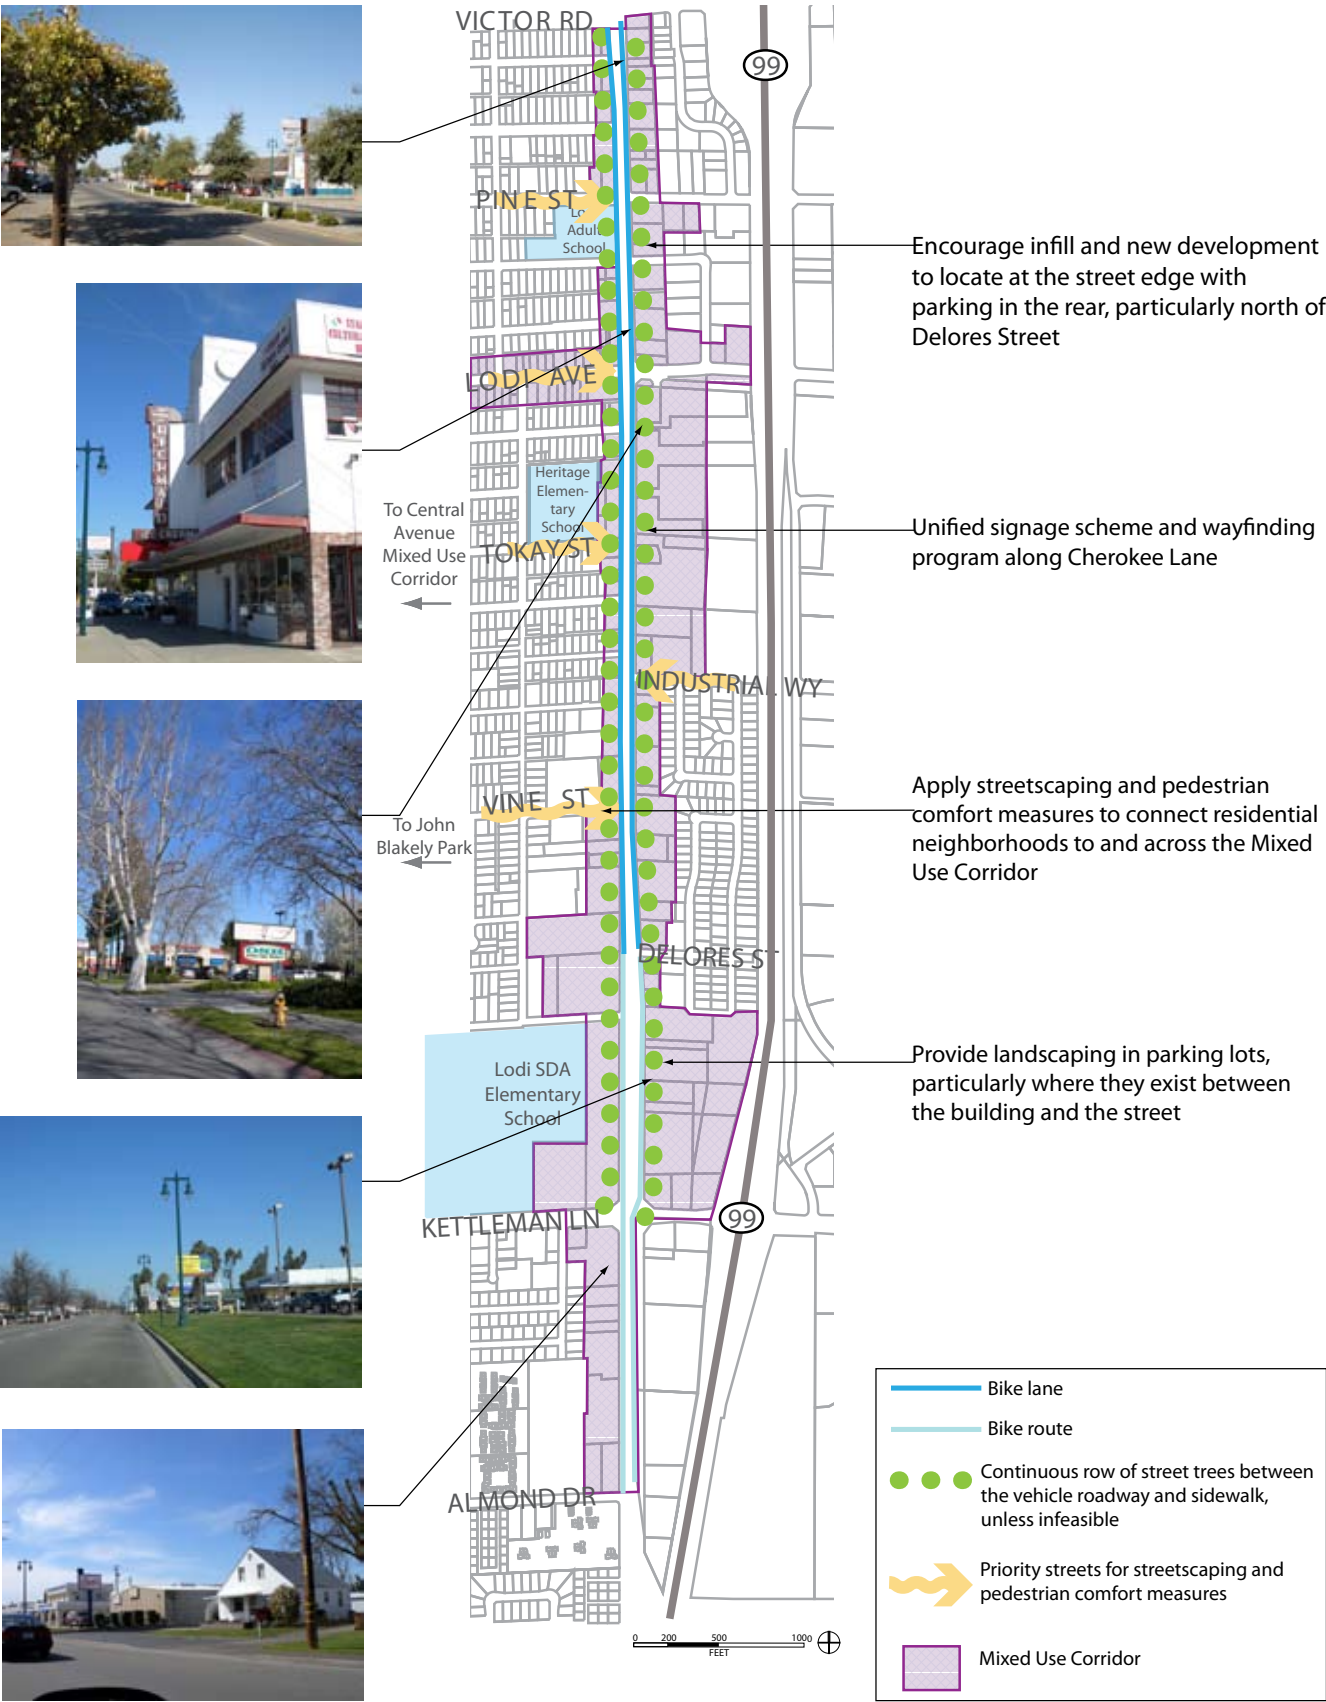 VICTOR RD
99
PINE ST
Adult
School
Encourage infill and new development
to locate at the street edge with
parking in the rear, particularly north of
Delores Street
LODI AVE
Heritage
Elemen-
tary
School
To Central
Avenue
Mixed Use
Corridor
TOKAY ST
Unified signage scheme and wayfinding
program along Cherokee Lane
INDUSTRIAL WY
VINE ST
To John
Blakely Park
Apply streetscaping and pedestrian
comfort measures to connect residential
neighborhoods to and across the Mixed
Use Corridor
DELORES ST
Lodi SDA
Elementary
School
Provide landscaping in parking lots,
particularly where they exist between
the building and the street
KETTLEMAN LN
99
ALMOND DR
0 200 500 1000
FEET
Bike lane
Bike route
Continuous row of street trees between
the vehicle roadway and sidewalk,
unless infeasible
Priority streets for streetscaping and
pedestrian comfort measures
Mixed Use Corridor